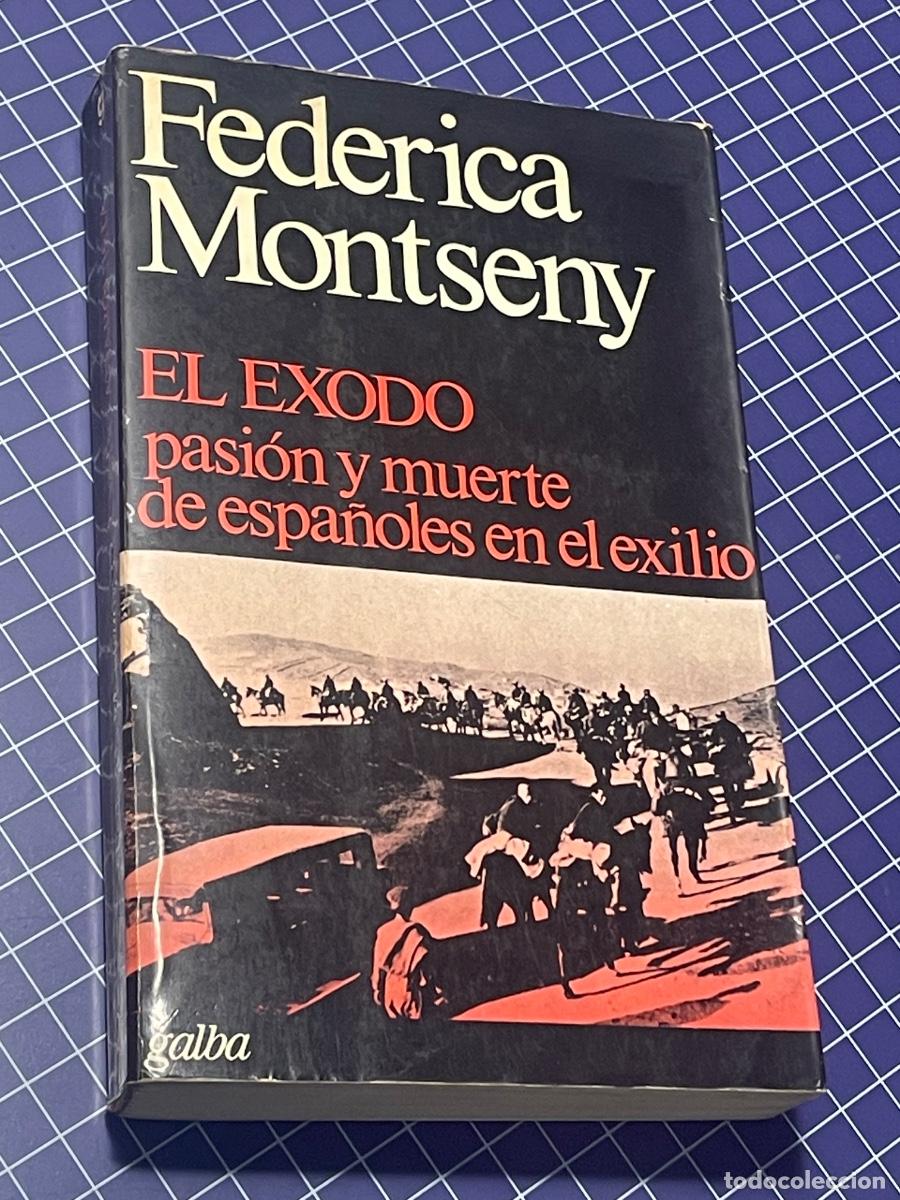 Federica
Montseny
EL EXODO
pasión y muerte
de españoles en el exilio
galba
todocoleccion